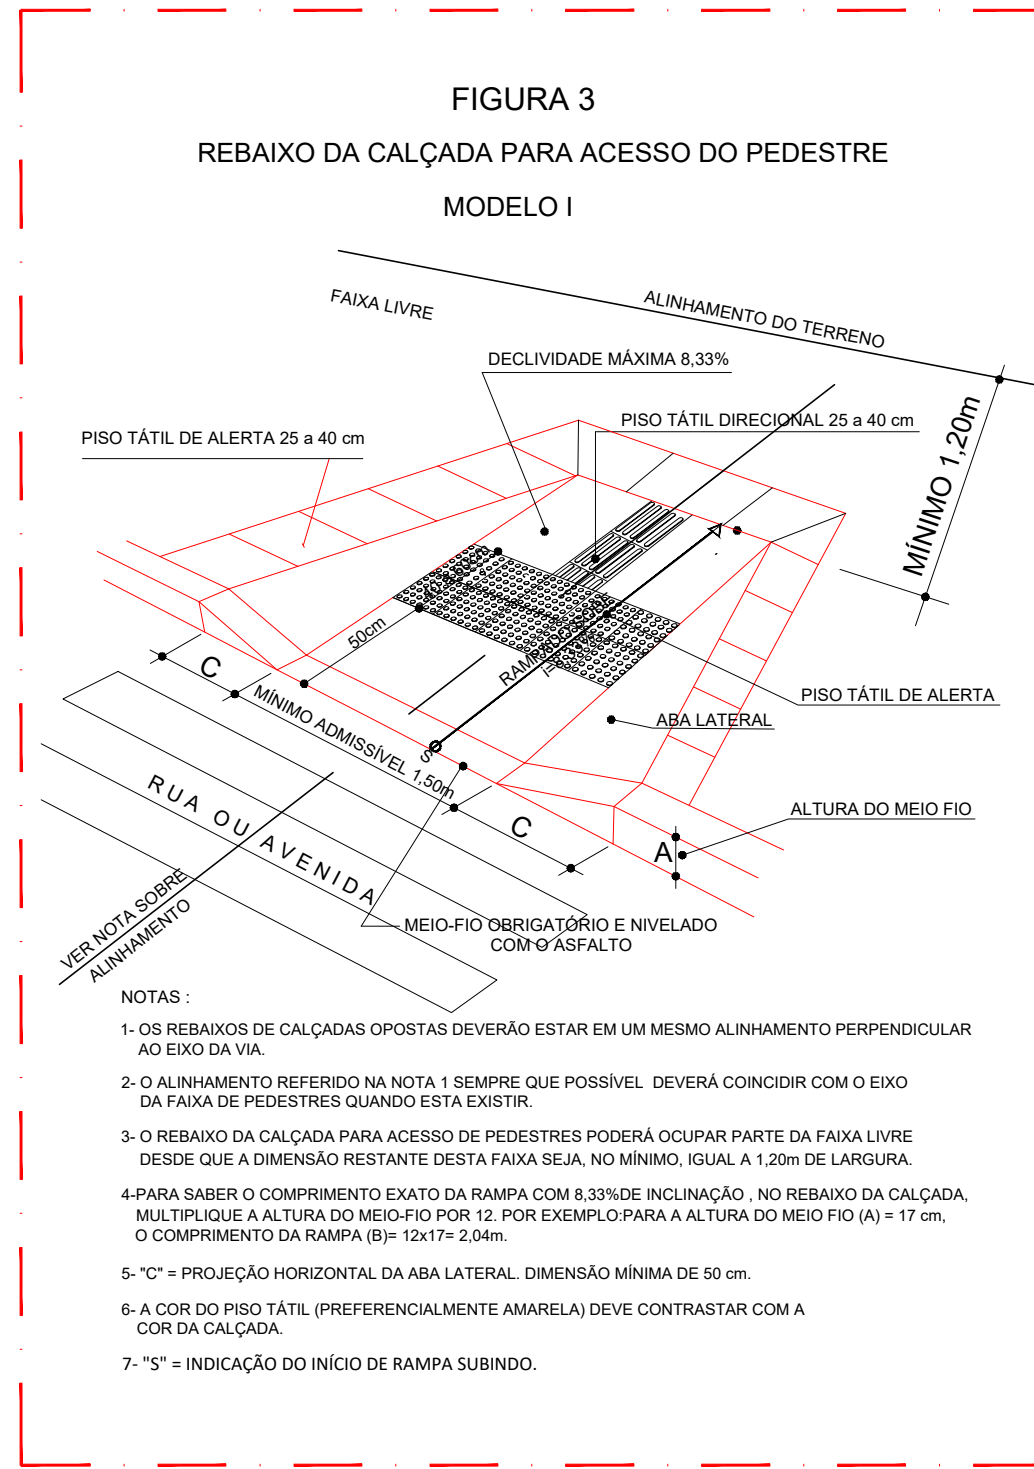 FIGURA 3
REBAIXO DA CALÇADA PARA ACESSO DO PEDESTRE
MODELO I
FAIXA LIVRE
ALINHAMENTO DO TERRENO
DECLIVIDADE MÁXIMA 8,33%
PISO TÁTIL DIRECIONAL 25 a 40 cm
PISO TÁTIL DE ALERTA 25 a 40 cm
MÍNIMO 1,20m
50cm
C
MÍNIMO ADMISSÍVEL 1,50m
S
PISO TÁTIL DE ALERTA
ABA LATERAL
RUA OU AVENIDA
C
ALTURA DO MEIO FIO
A
VER NOTA SOBRE
ALINHAMENTO
MEIO-FIO OBRIGATÓRIO E NIVELADO
COM O ASFALTO
NOTAS :
1- OS REBAIXOS DE CALÇADAS OPOSTAS DEVERÃO ESTAR EM UM MESMO ALINHAMENTO PERPENDICULAR
AO EIXO DA VIA.
2- O ALINHAMENTO REFERIDO NA NOTA 1 SEMPRE QUE POSSÍVEL DEVERÁ COINCIDIR COM O EIXO
DA FAIXA DE PEDESTRES QUANDO ESTA EXISTIR.
3- O REBAIXO DA CALÇADA PARA ACESSO DE PEDESTRES PODERÁ OCUPAR PARTE DA FAIXA LIVRE
DESDE QUE A DIMENSÃO RESTANTE DESTA FAIXA SEJA, NO MÍNIMO, IGUAL A 1,20m DE LARGURA.
4-PARA SABER O COMPRIMENTO EXATO DA RAMPA COM 8,33%DE INCLINAÇÃO , NO REBAIXO DA CALÇADA,
MULTIPLIQUE A ALTURA DO MEIO-FIO POR 12. POR EXEMPLO:PARA A ALTURA DO MEIO FIO (A) = 17 cm,
O COMPRIMENTO DA RAMPA (B)= 12x17= 2,04m.
5- "C" = PROJEÇÃO HORIZONTAL DA ABA LATERAL. DIMENSÃO MÍNIMA DE 50 cm.
6- A COR DO PISO TÁTIL (PREFERENCIALMENTE AMARELA) DEVE CONTRASTAR COM A
COR DA CALÇADA.
7- "S" = INDICAÇÃO DO INÍCIO DE RAMPA SUBINDO.